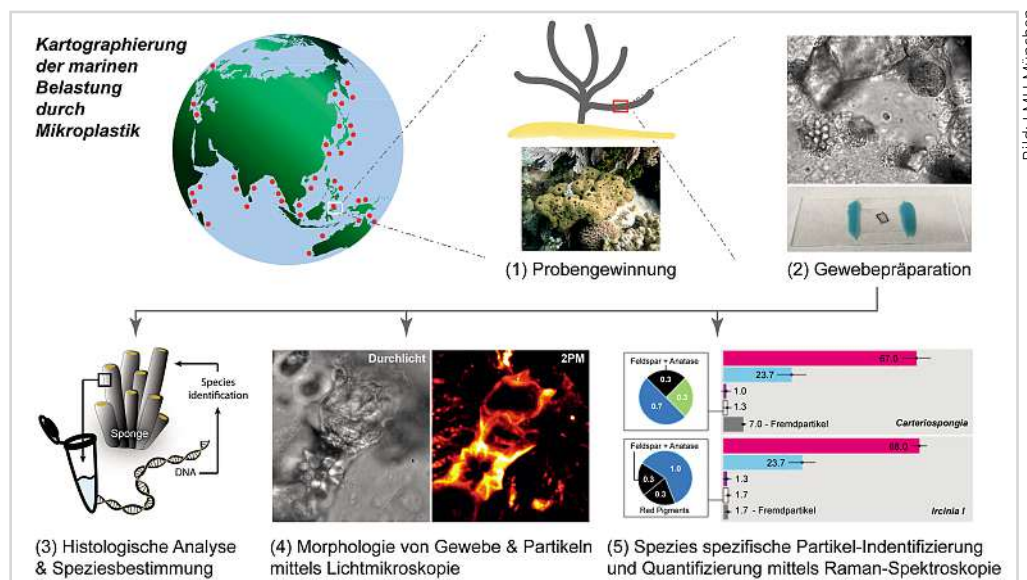 Kartographierung
der marinen
Belastung
durch
Mikroplastik
Bild: LMU München
(1) Probengewinnung
(2) Gewebepräparation
Sponge
Species
identification
DNA
(3) Histologische Analyse
& Speziesbestimmung
Durchlicht
2PM
(4) Morphologie von Gewebe & Partikeln
mittels Lichtmikroskopie
Feldspar + Anatase
0.3
0.3
0.7
67.0
23.7
1.0
1.3
7.0 - Fremdpartikel
Carteriospongia
Feldspar + Anatase
1.0
0.3
0.3
Red Pigments
68.0
23.7
1.3
1.7
1.7 - Fremdpartikel
Ircinia I
(5) Spezies spezifische Partikel-Indentifizierung
und Quantifizierung mittels Raman-Spektroskopie